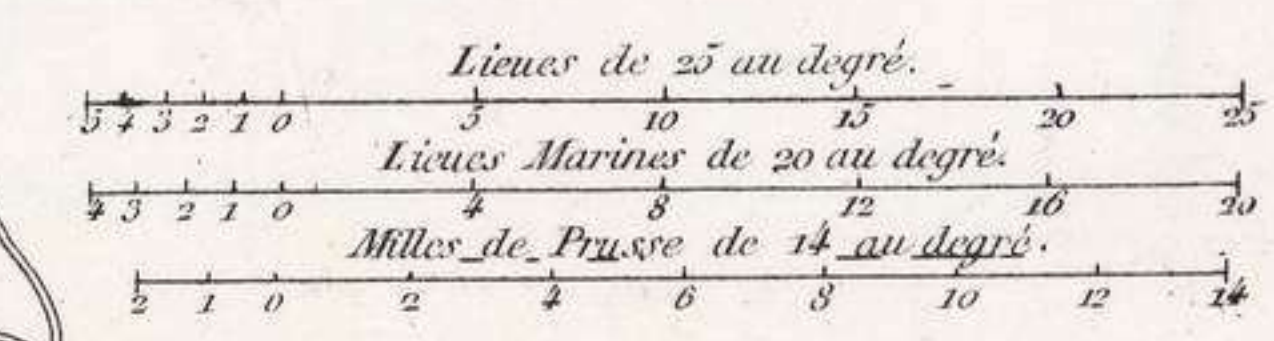 Lieues de 25 au degré.
5 4 3 2 1 0 5 10 15 20 25
Lieues Marines de 20 au degré.
4 3 2 1 0 4 8 12 16 20
Milles de Prusse de 14 au degré.
2 1 0 2 4 6 8 10 12 14